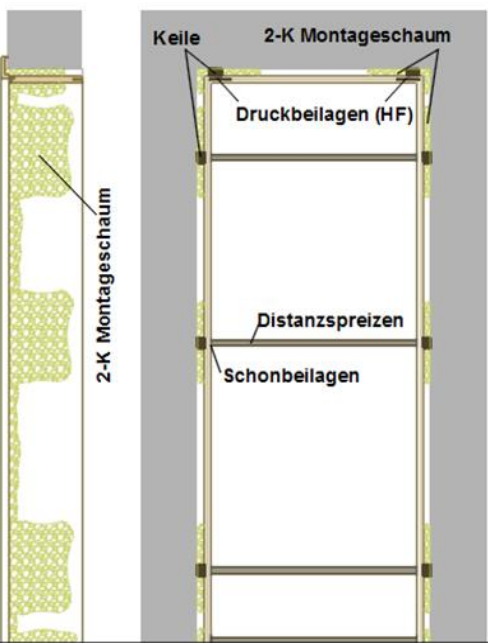 Keile
2-K Montageschaum
Druckbeilagen (HF)
2-K Montageschaum
Distanzspreizen
Schonbeilagen